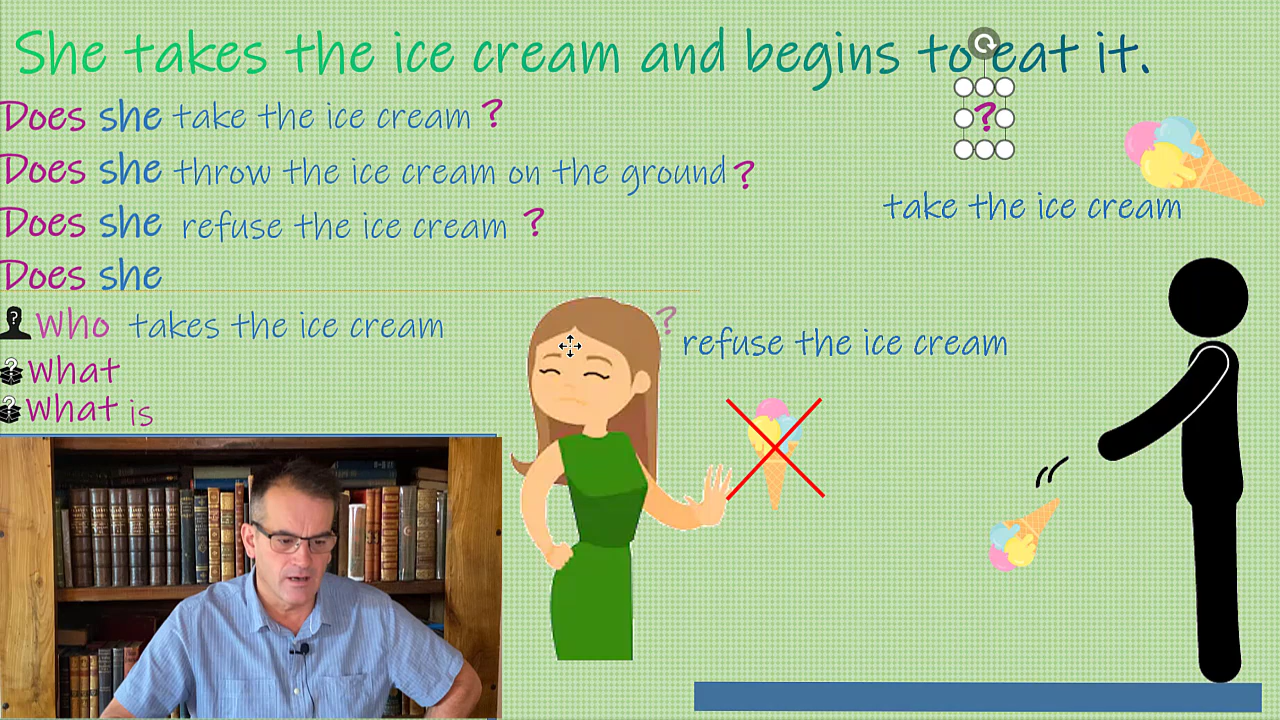 She takes the ice cream and begins to eat it.
Does she take the ice cream ?
?
Does she throw the ice cream on the ground ?
take the ice cream
Does she refuse the ice cream ?
Does she
Who takes the ice cream
?
refuse the ice cream
What
What is